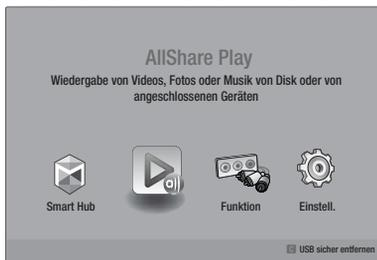 AllShare Play
Wiedergabe von Videos, Fotos oder Musik von Disk oder von
angeschlossenen Geräten
all
Smart Hub
Funktion
Einstell.
C USB sicher entfernen